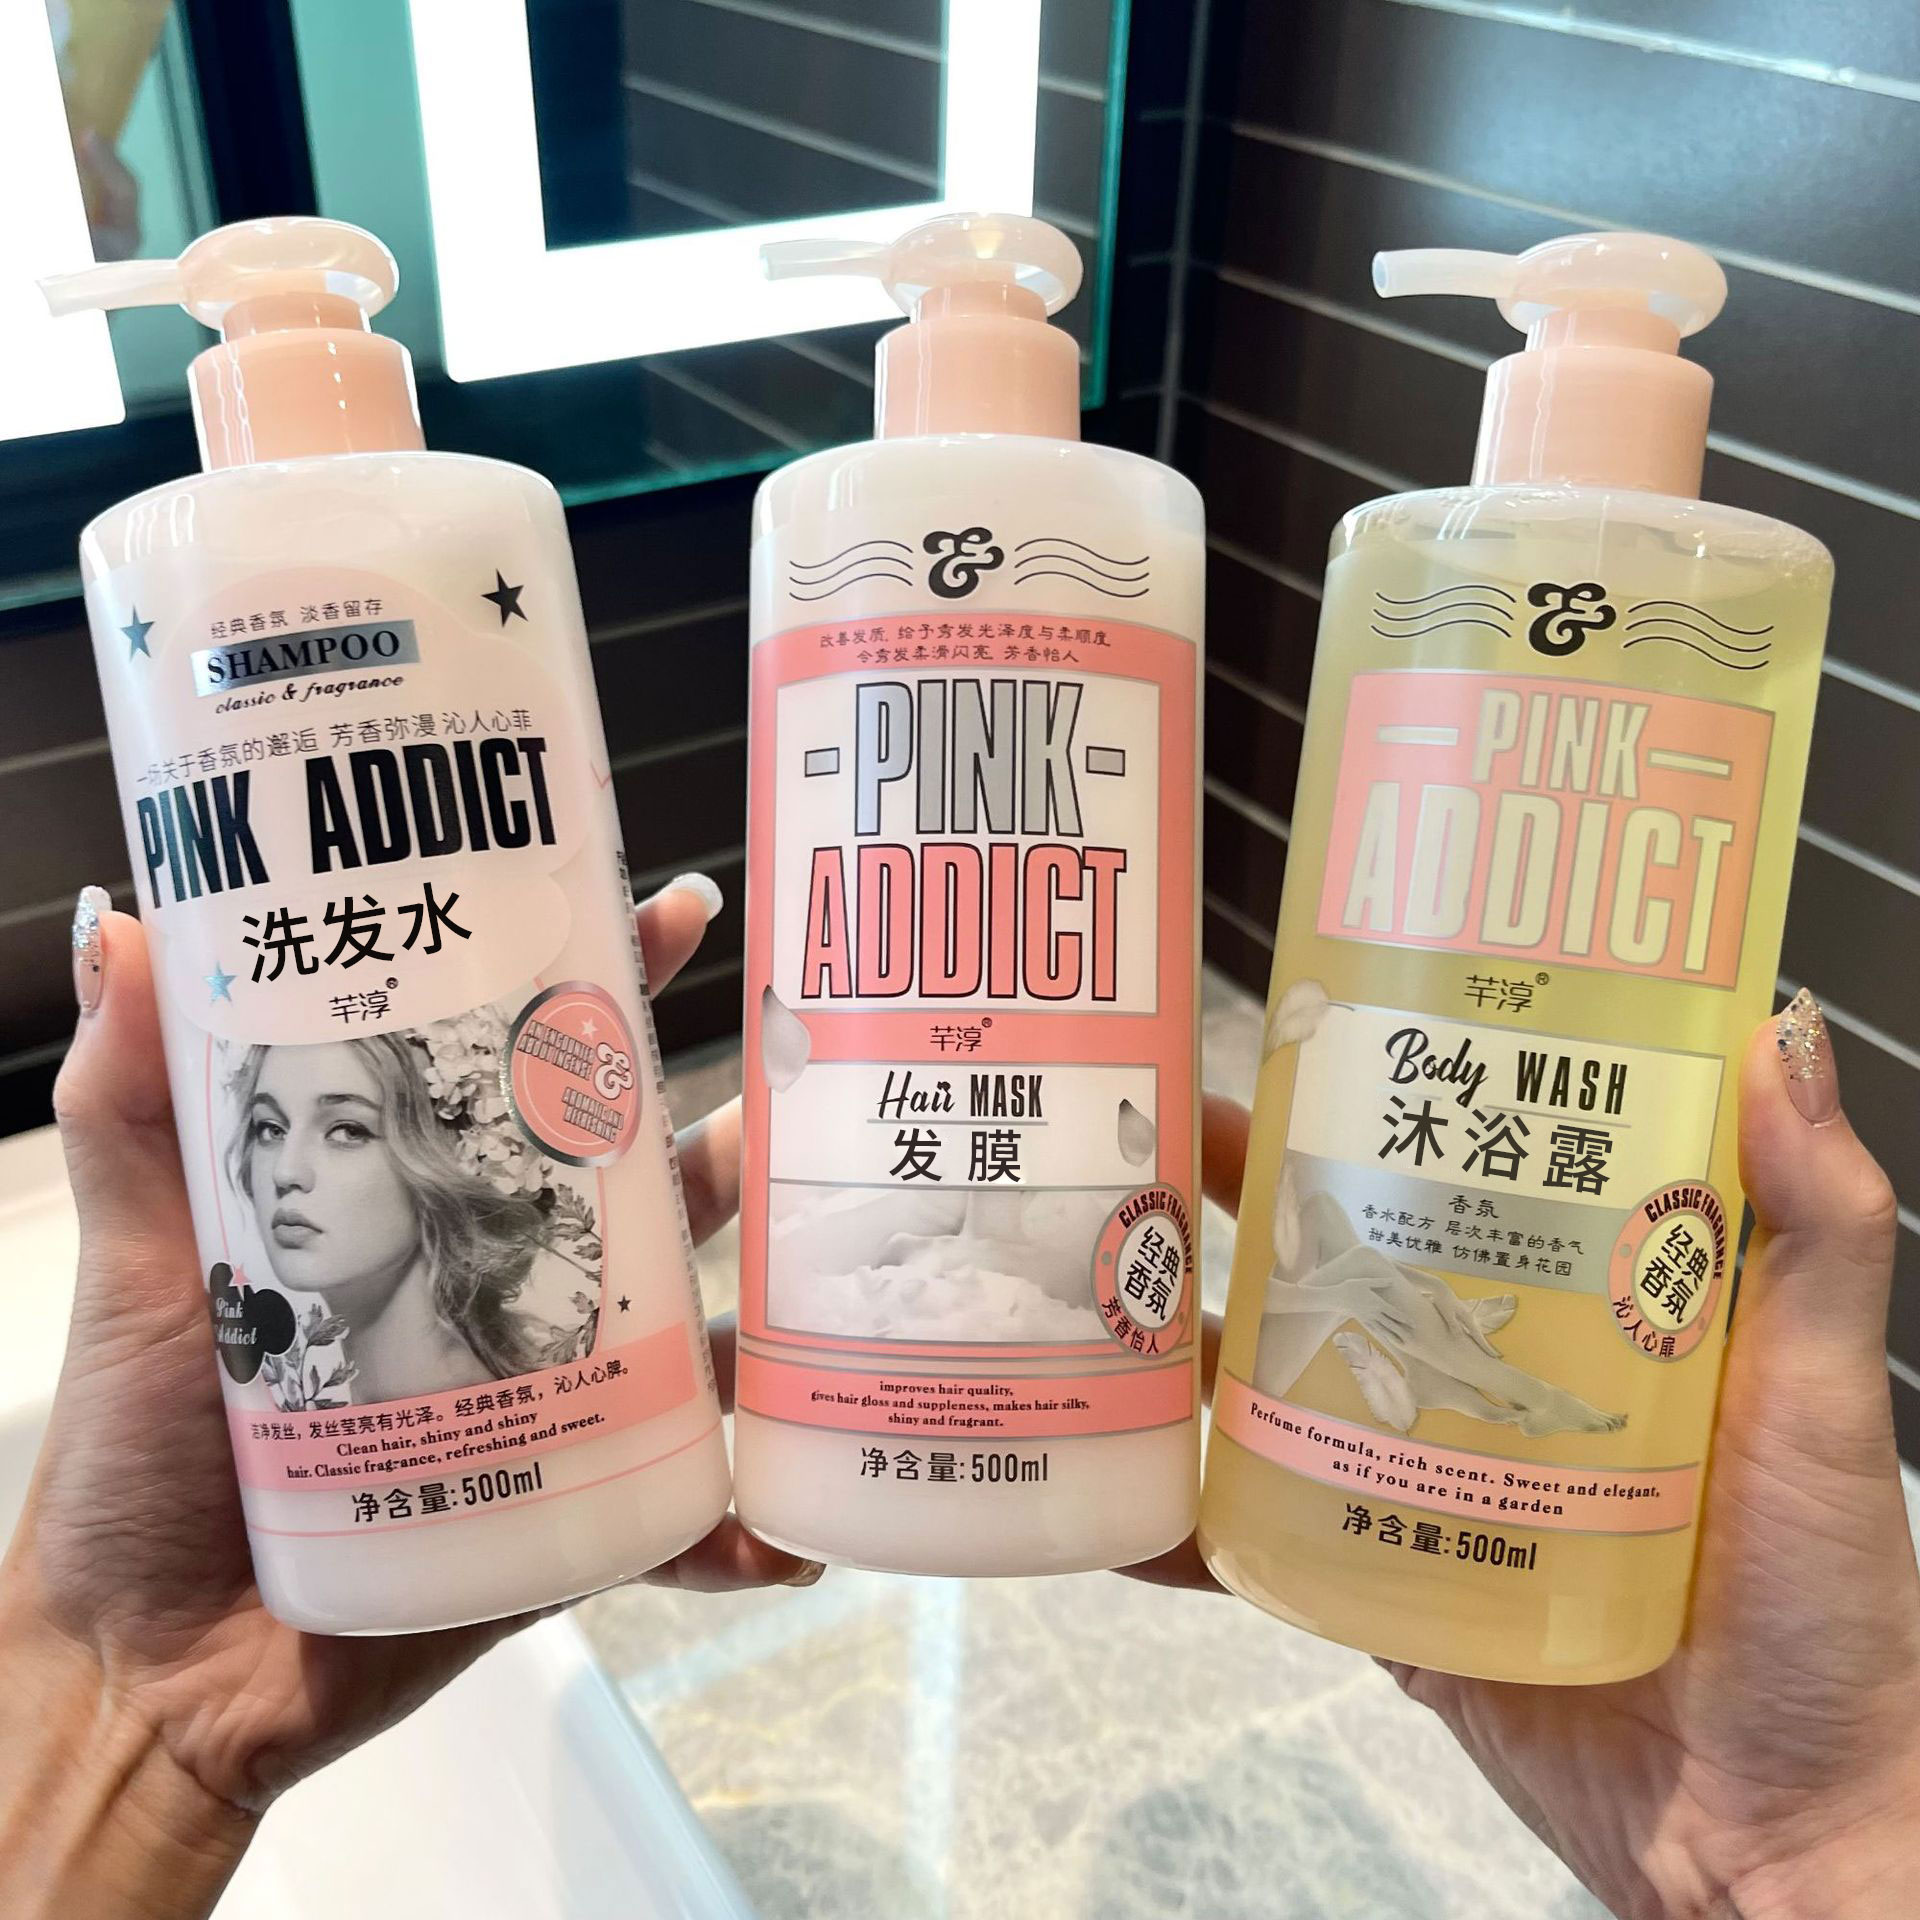 经典香氛 淡香留存
SHAMPOO
classic & fragrance
一场关于香氛的邂逅 芳香弥漫 沁人心菲
PINK ADDICT
洗发水
芊淳®
AN ENCOUNTER
ABOUT INCENSE
&
AROMATIC AND
REFRESHING
Pink
Addict
洁净发丝，发丝莹亮有光泽。经典香氛，沁人心脾。
Clean hair, shiny and shiny
hair. Classic fragrance, refreshing and sweet.
净含量:500ml
&
改善发质, 给予秀发光泽度与柔顺度
令秀发柔滑闪亮, 芳香怡人
-PINK-
ADDICT
芊淳®
Hair MASK
发膜
CLASSIC FRAGRANCE
经典
香氛
芳香怡人
improves hair quality,
gives hair gloss and suppleness, makes hair silky,
shiny and fragrant.
净含量:500ml
&
—PINK—
ADDICT
芊淳®
Body WASH
沐浴露
香氛
香水配方 层次丰富的香气
甜美优雅 仿佛置身花园
CLASSIC FRAGRANCE
经典
香氛
沁人心扉
Perfume formula, rich scent. Sweet and elegant,
as if you are in a garden
净含量:500ml